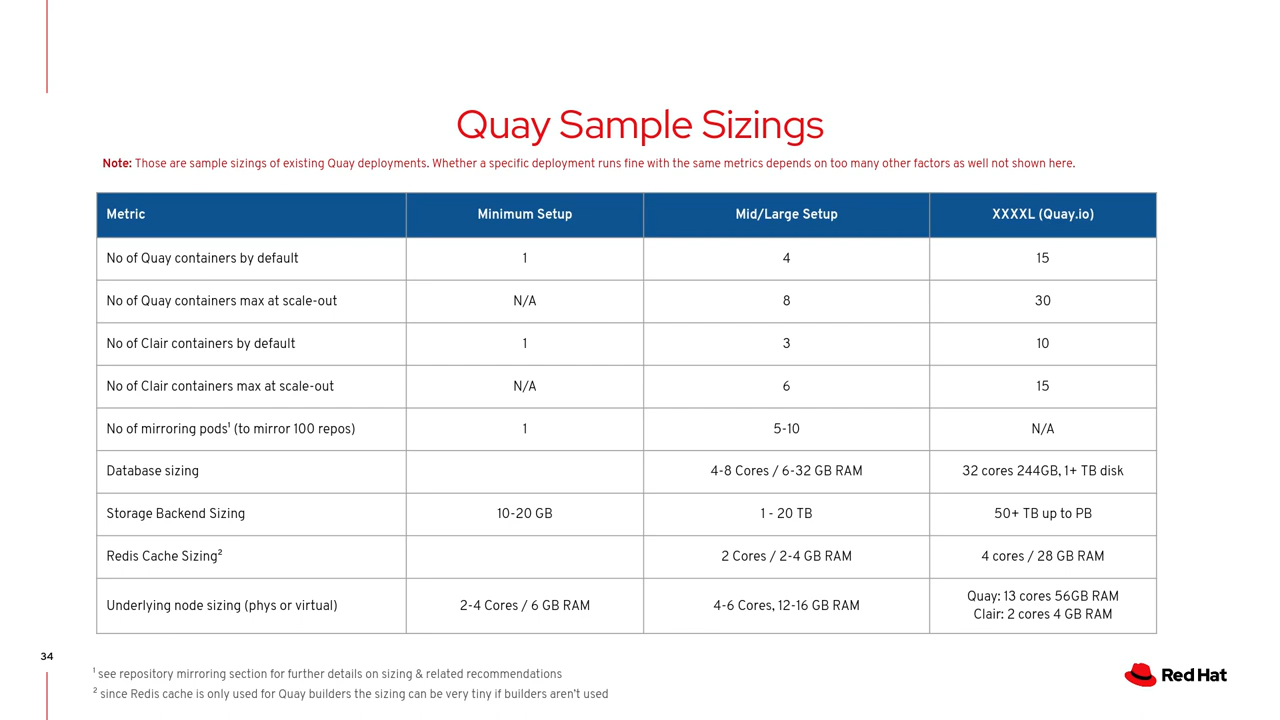 Quay Sample Sizings
Note: Those are sample sizings of existing Quay deployments. Whether a specific deployment runs fine with the same metrics depends on too many other factors as well not shown here.
Metric Minimum Setup Mid/Large Setup XXXXL (Quay.io)
No of Quay containers by default 1 4 15
No of Quay containers max at scale-out N/A 8 30
No of Clair containers by default 1 3 10
No of Clair containers max at scale-out N/A 6 15
No of mirroring pods¹ (to mirror 100 repos) 1 5-10 N/A
Database sizing 4-8 Cores / 6-32 GB RAM 32 cores 244GB, 1+ TB disk
Storage Backend Sizing 10-20 GB 1 - 20 TB 50+ TB up to PB
Redis Cache Sizing² 2 Cores / 2-4 GB RAM 4 cores / 28 GB RAM
Underlying node sizing (phys or virtual) 2-4 Cores / 6 GB RAM 4-6 Cores, 12-16 GB RAM Quay: 13 cores 56GB RAM
Clair: 2 cores 4 GB RAM
34
¹ see repository mirroring section for further details on sizing & related recommendations
² since Redis cache is only used for Quay builders the sizing can be very tiny if builders aren't used
Red Hat